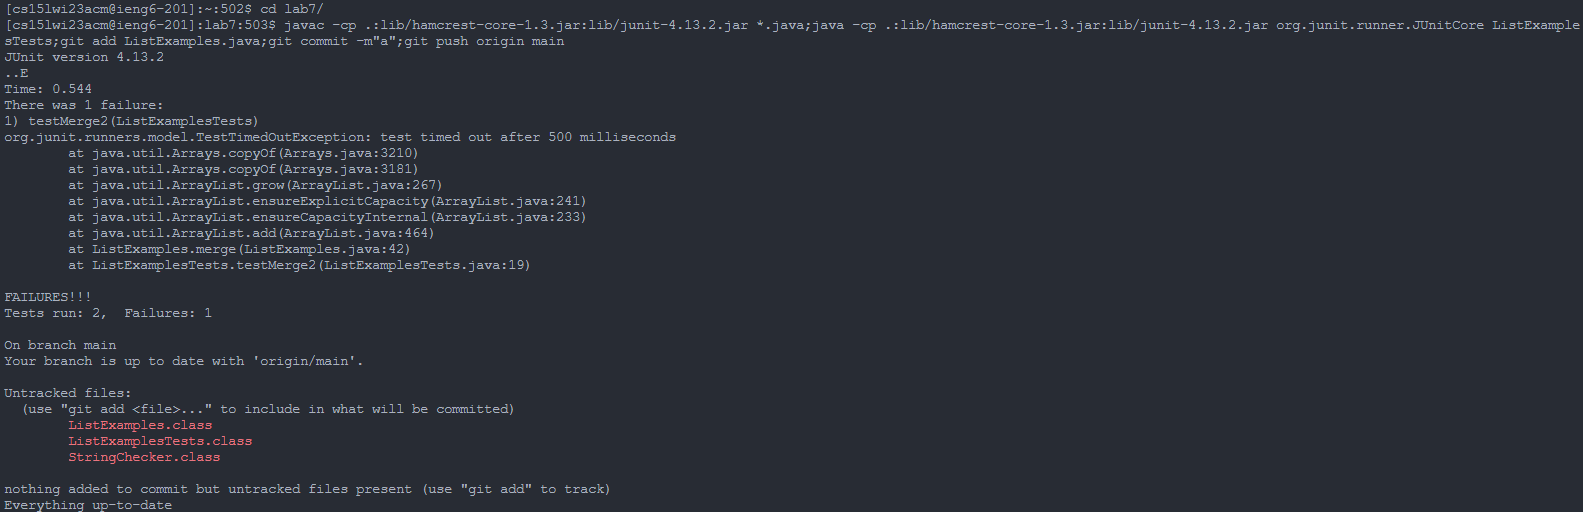 [cs15lwi23acm@ieng6-201]:~:502$ cd lab7/
[cs15lwi23acm@ieng6-201]:lab7:503$ javac -cp .:lib/hamcrest-core-1.3.jar:lib/junit-4.13.2.jar *.java;java -cp .:lib/hamcrest-core-1.3.jar:lib/junit-4.13.2.jar org.junit.runner.JUnitCore ListExample
sTests;git add ListExamples.java;git commit -m"a";git push origin main
JUnit version 4.13.2
..E
Time: 0.544
There was 1 failure:
1) testMerge2(ListExamplesTests)
org.junit.runners.model.TestTimedOutException: test timed out after 500 milliseconds
        at java.util.Arrays.copyOf(Arrays.java:3210)
        at java.util.Arrays.copyOf(Arrays.java:3181)
        at java.util.ArrayList.grow(ArrayList.java:267)
        at java.util.ArrayList.ensureExplicitCapacity(ArrayList.java:241)
        at java.util.ArrayList.ensureCapacityInternal(ArrayList.java:233)
        at java.util.ArrayList.add(ArrayList.java:464)
        at ListExamples.merge(ListExamples.java:42)
        at ListExamplesTests.testMerge2(ListExamplesTests.java:19)

FAILURES!!!
Tests run: 2,  Failures: 1

On branch main
Your branch is up to date with 'origin/main'.

Untracked files:
  (use "git add <file>..." to include in what will be committed)
        ListExamples.class
        ListExamplesTests.class
        StringChecker.class

nothing added to commit but untracked files present (use "git add" to track)
Everything up-to-date